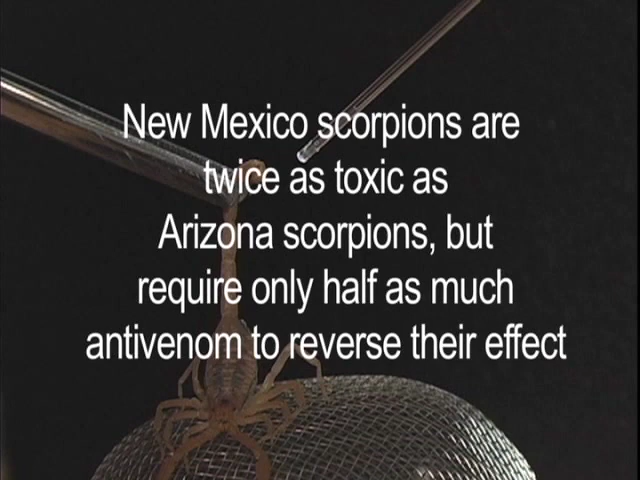 New Mexico scorpions are
twice as toxic as
Arizona scorpions, but
require only half as much
antivenom to reverse their effect